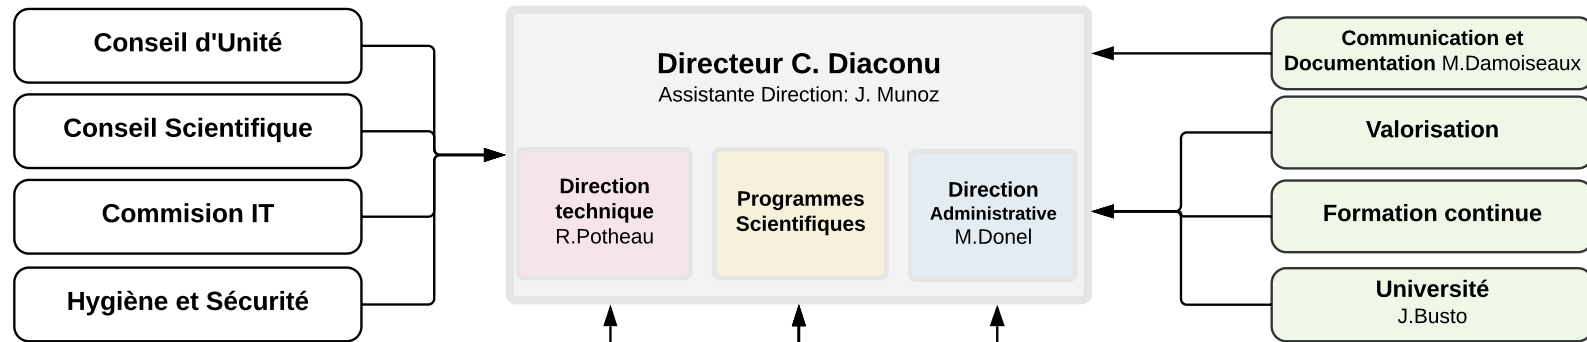 Conseil d'Unité
Conseil Scientifique
Commision IT
Hygiène et Sécurité
Directeur C. Diaconu
Assistante Direction: J. Munoz
Direction
technique
R.Potheau
Programmes
Scientifiques
Direction
Administrative
M.Donel
Communication et
Documentation M.Damoiseaux
Valorisation
Formation continue
Université
J.Busto